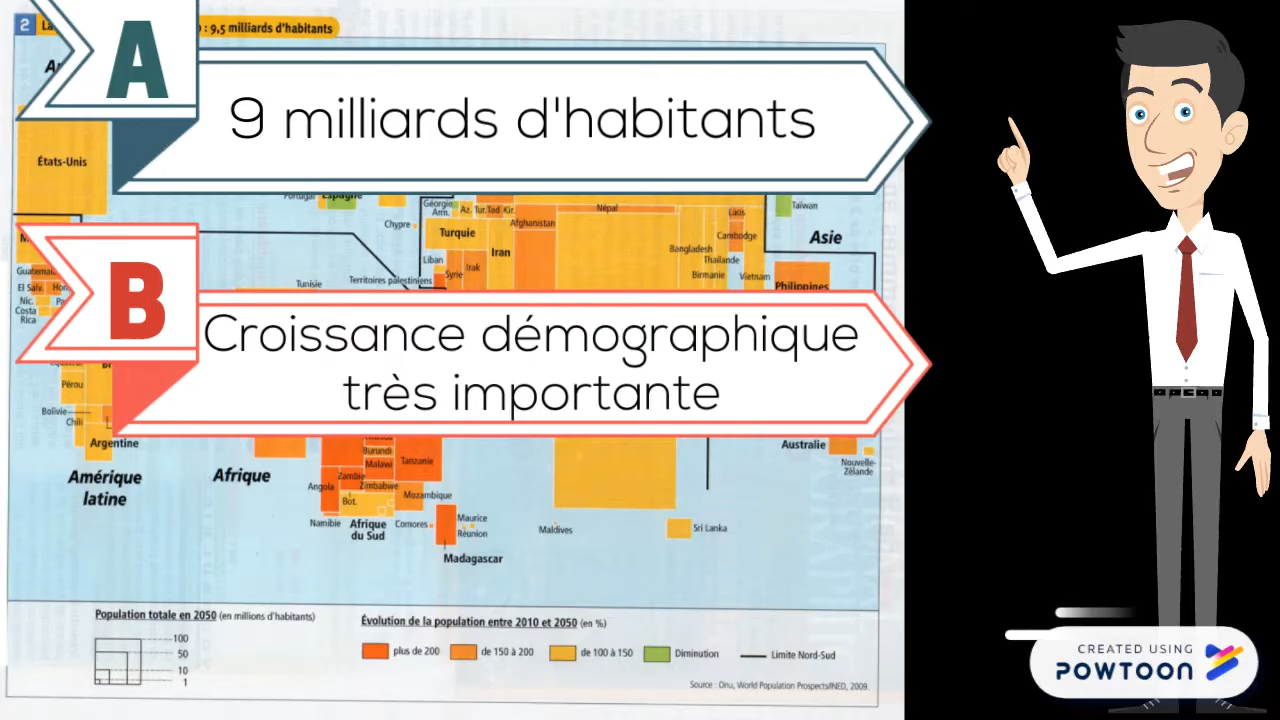 2
: 9,5 milliards d'habitants
A
9 milliards d'habitants
États-Unis
Portugal
Espagne
Géorgie
Arm.
Az.
Tur.
Tad.
Kir.
Népal
Laos
Taïwan
Chypre
Turquie
Afghanistan
Cambodge
Asie
Iran
Bangladesh
Thaïlande
Liban
Syrie
Irak
Birmanie
Vietnam
Philippines
Guatemala
Tunisie
Territoires palestiniens
El Salv.
Nic.
Costa
Rica
B
Croissance démographique
très importante
Pérou
Bolivie
Chili
Argentine
Amérique
latine
Afrique
Burundi
Malawi
Tanzanie
Zambie
Zimbabwe
Angola
Bot.
Mozambique
Namibie
Afrique
du Sud
Comores
Maurice
Réunion
Madagascar
Maldives
Sri Lanka
Australie
Nouvelle-
Zélande
Population totale en 2050 (en millions d'habitants)
100
50
10
1
Évolution de la population entre 2010 et 2050 (en %)
plus de 200
de 150 à 200
de 100 à 150
Diminution
Limite Nord-Sud
Source : Onu, World Population Prospects/INED, 2009.
CREATED USING
POWTOON